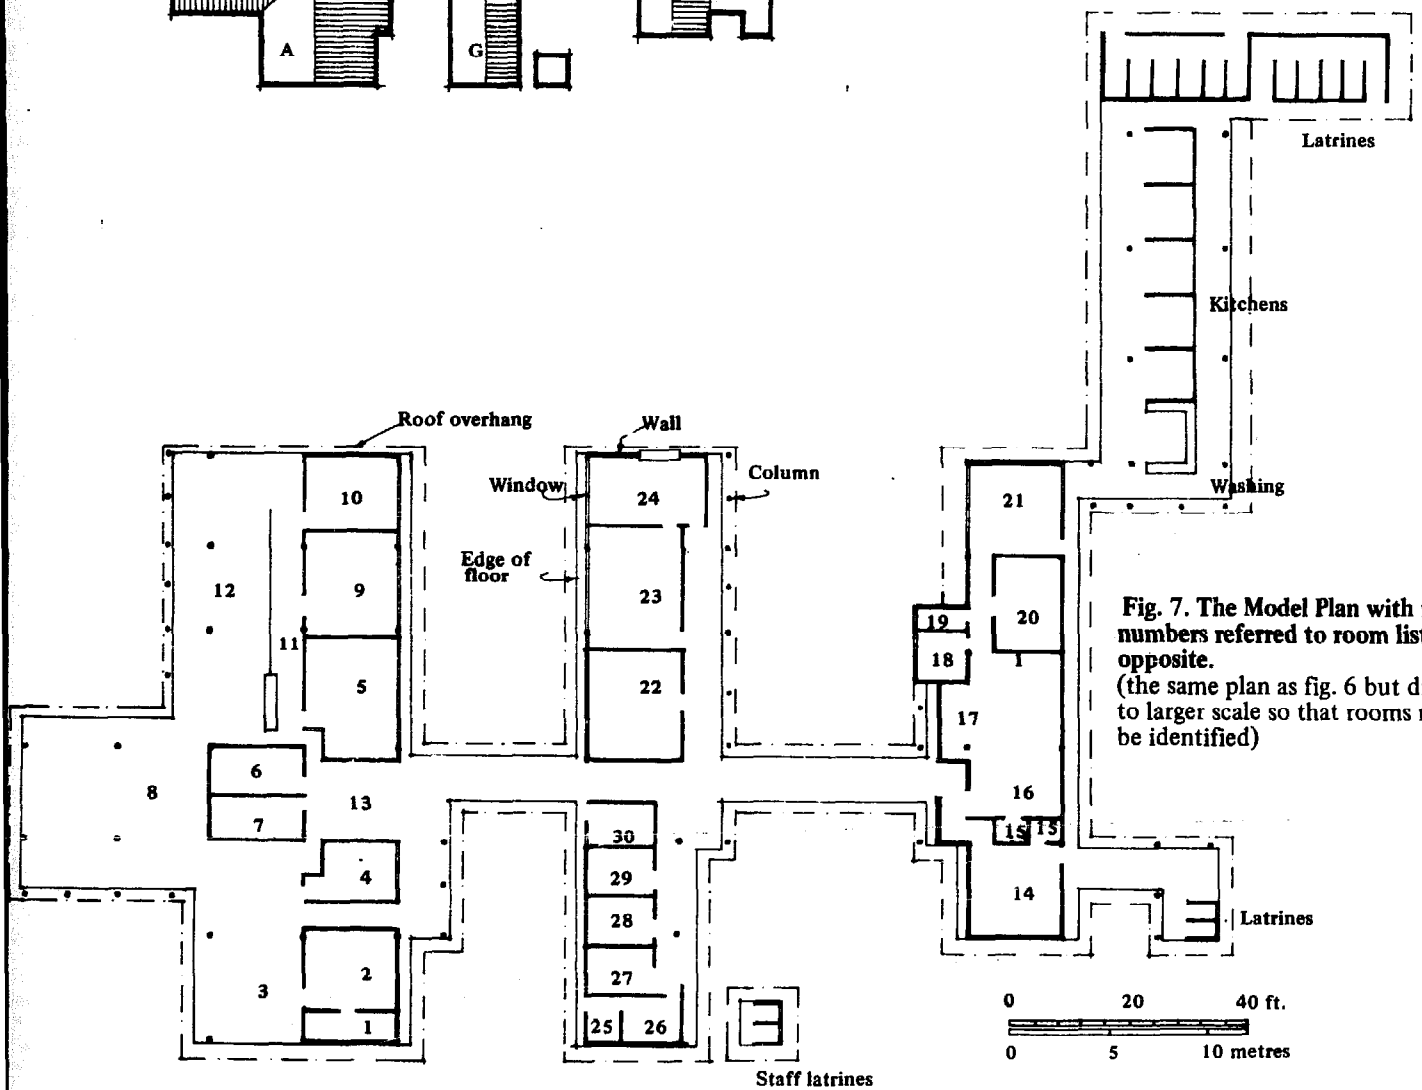 A
G
Latrines
Kitchens
Washing
Roof overhang
Wall
Window
Column
Edge of
floor
10
24
21
12
9
11
23
20
19
18
1
5
22
17
8
6
7
13
16
15
15
30
4
29
14
28
Latrines
2
27
3
1
25
26
Staff latrines
Fig. 7. The Model Plan with
numbers referred to room
opposite.
(the same plan as fig. 6 but
to larger scale so that rooms
be identified)
0 20 40 ft.
0 5 10 metres